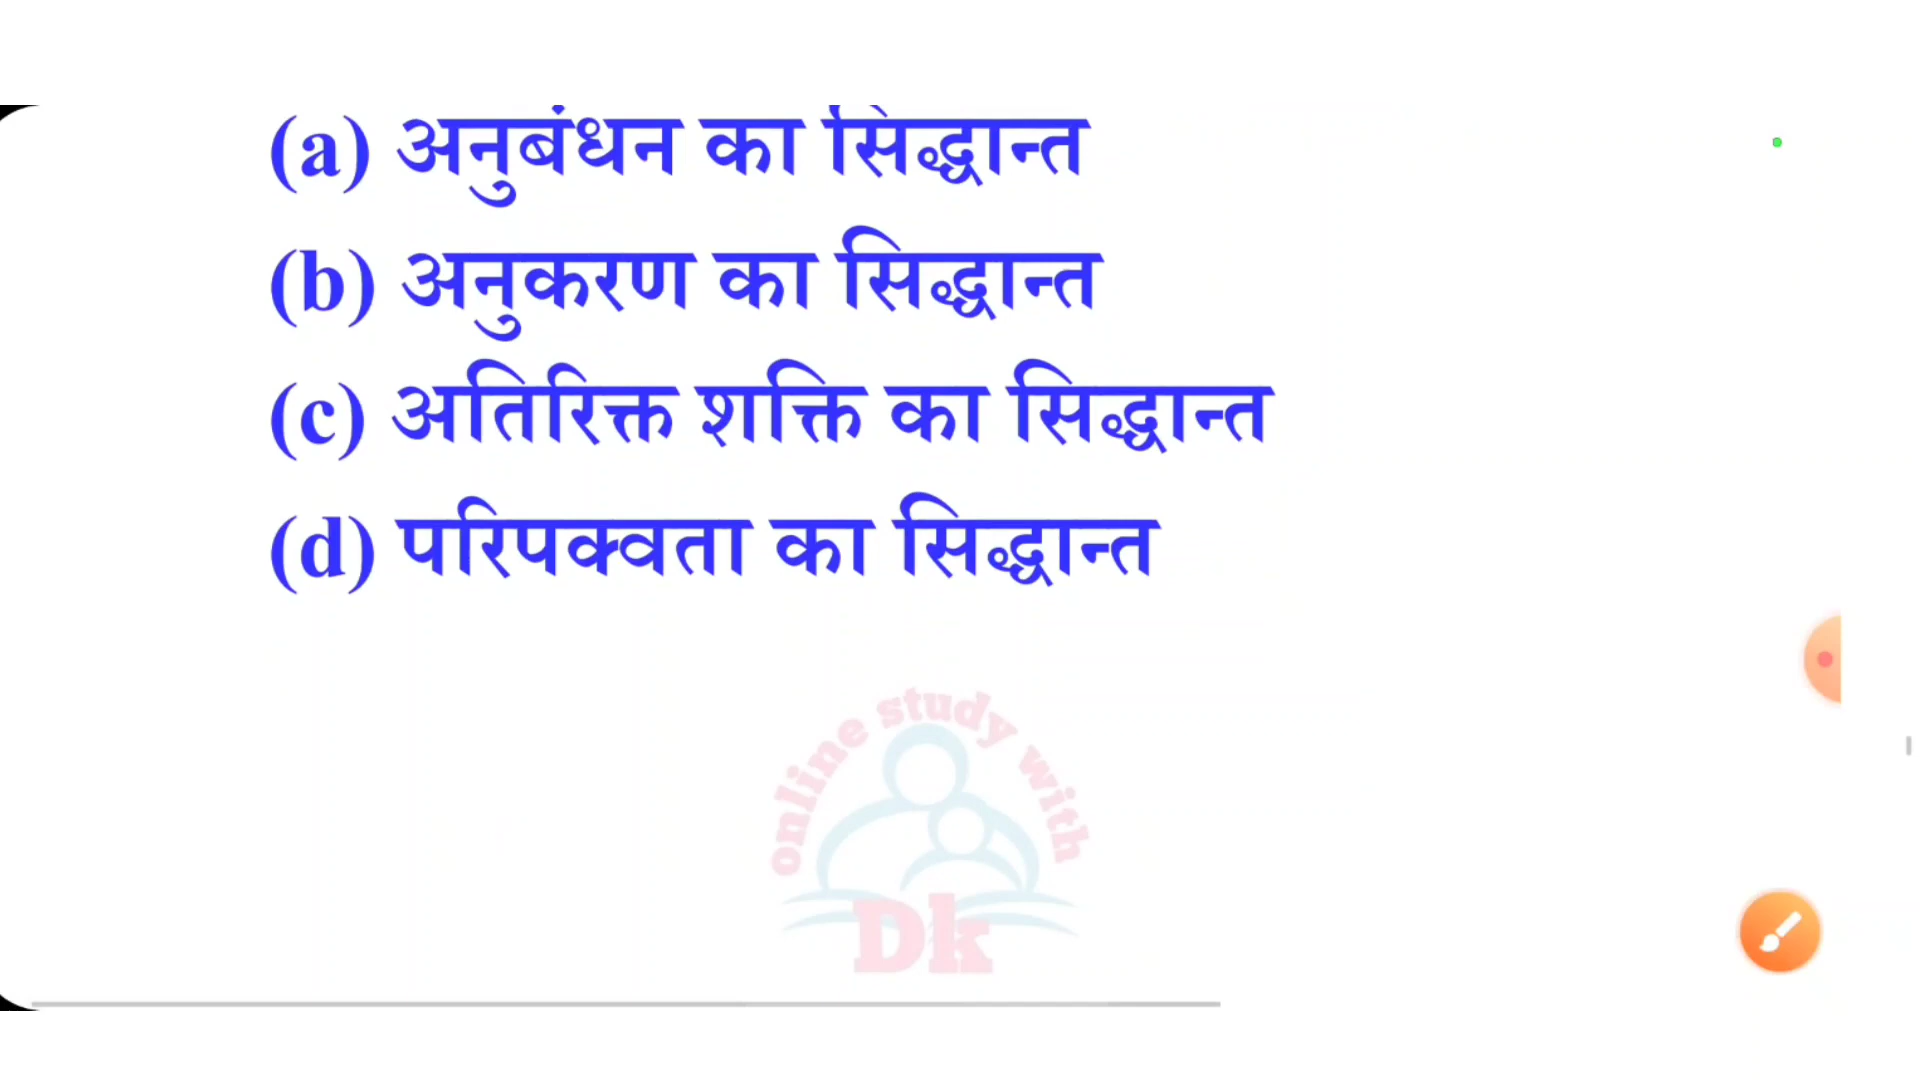 (a) अनुबंधन का सिद्धान्त
(b) अनुकरण का सिद्धान्त
(c) अतिरिक्त शक्ति का सिद्धान्त
(d) परिपक्वता का सिद्धान्त
online study with
Dk